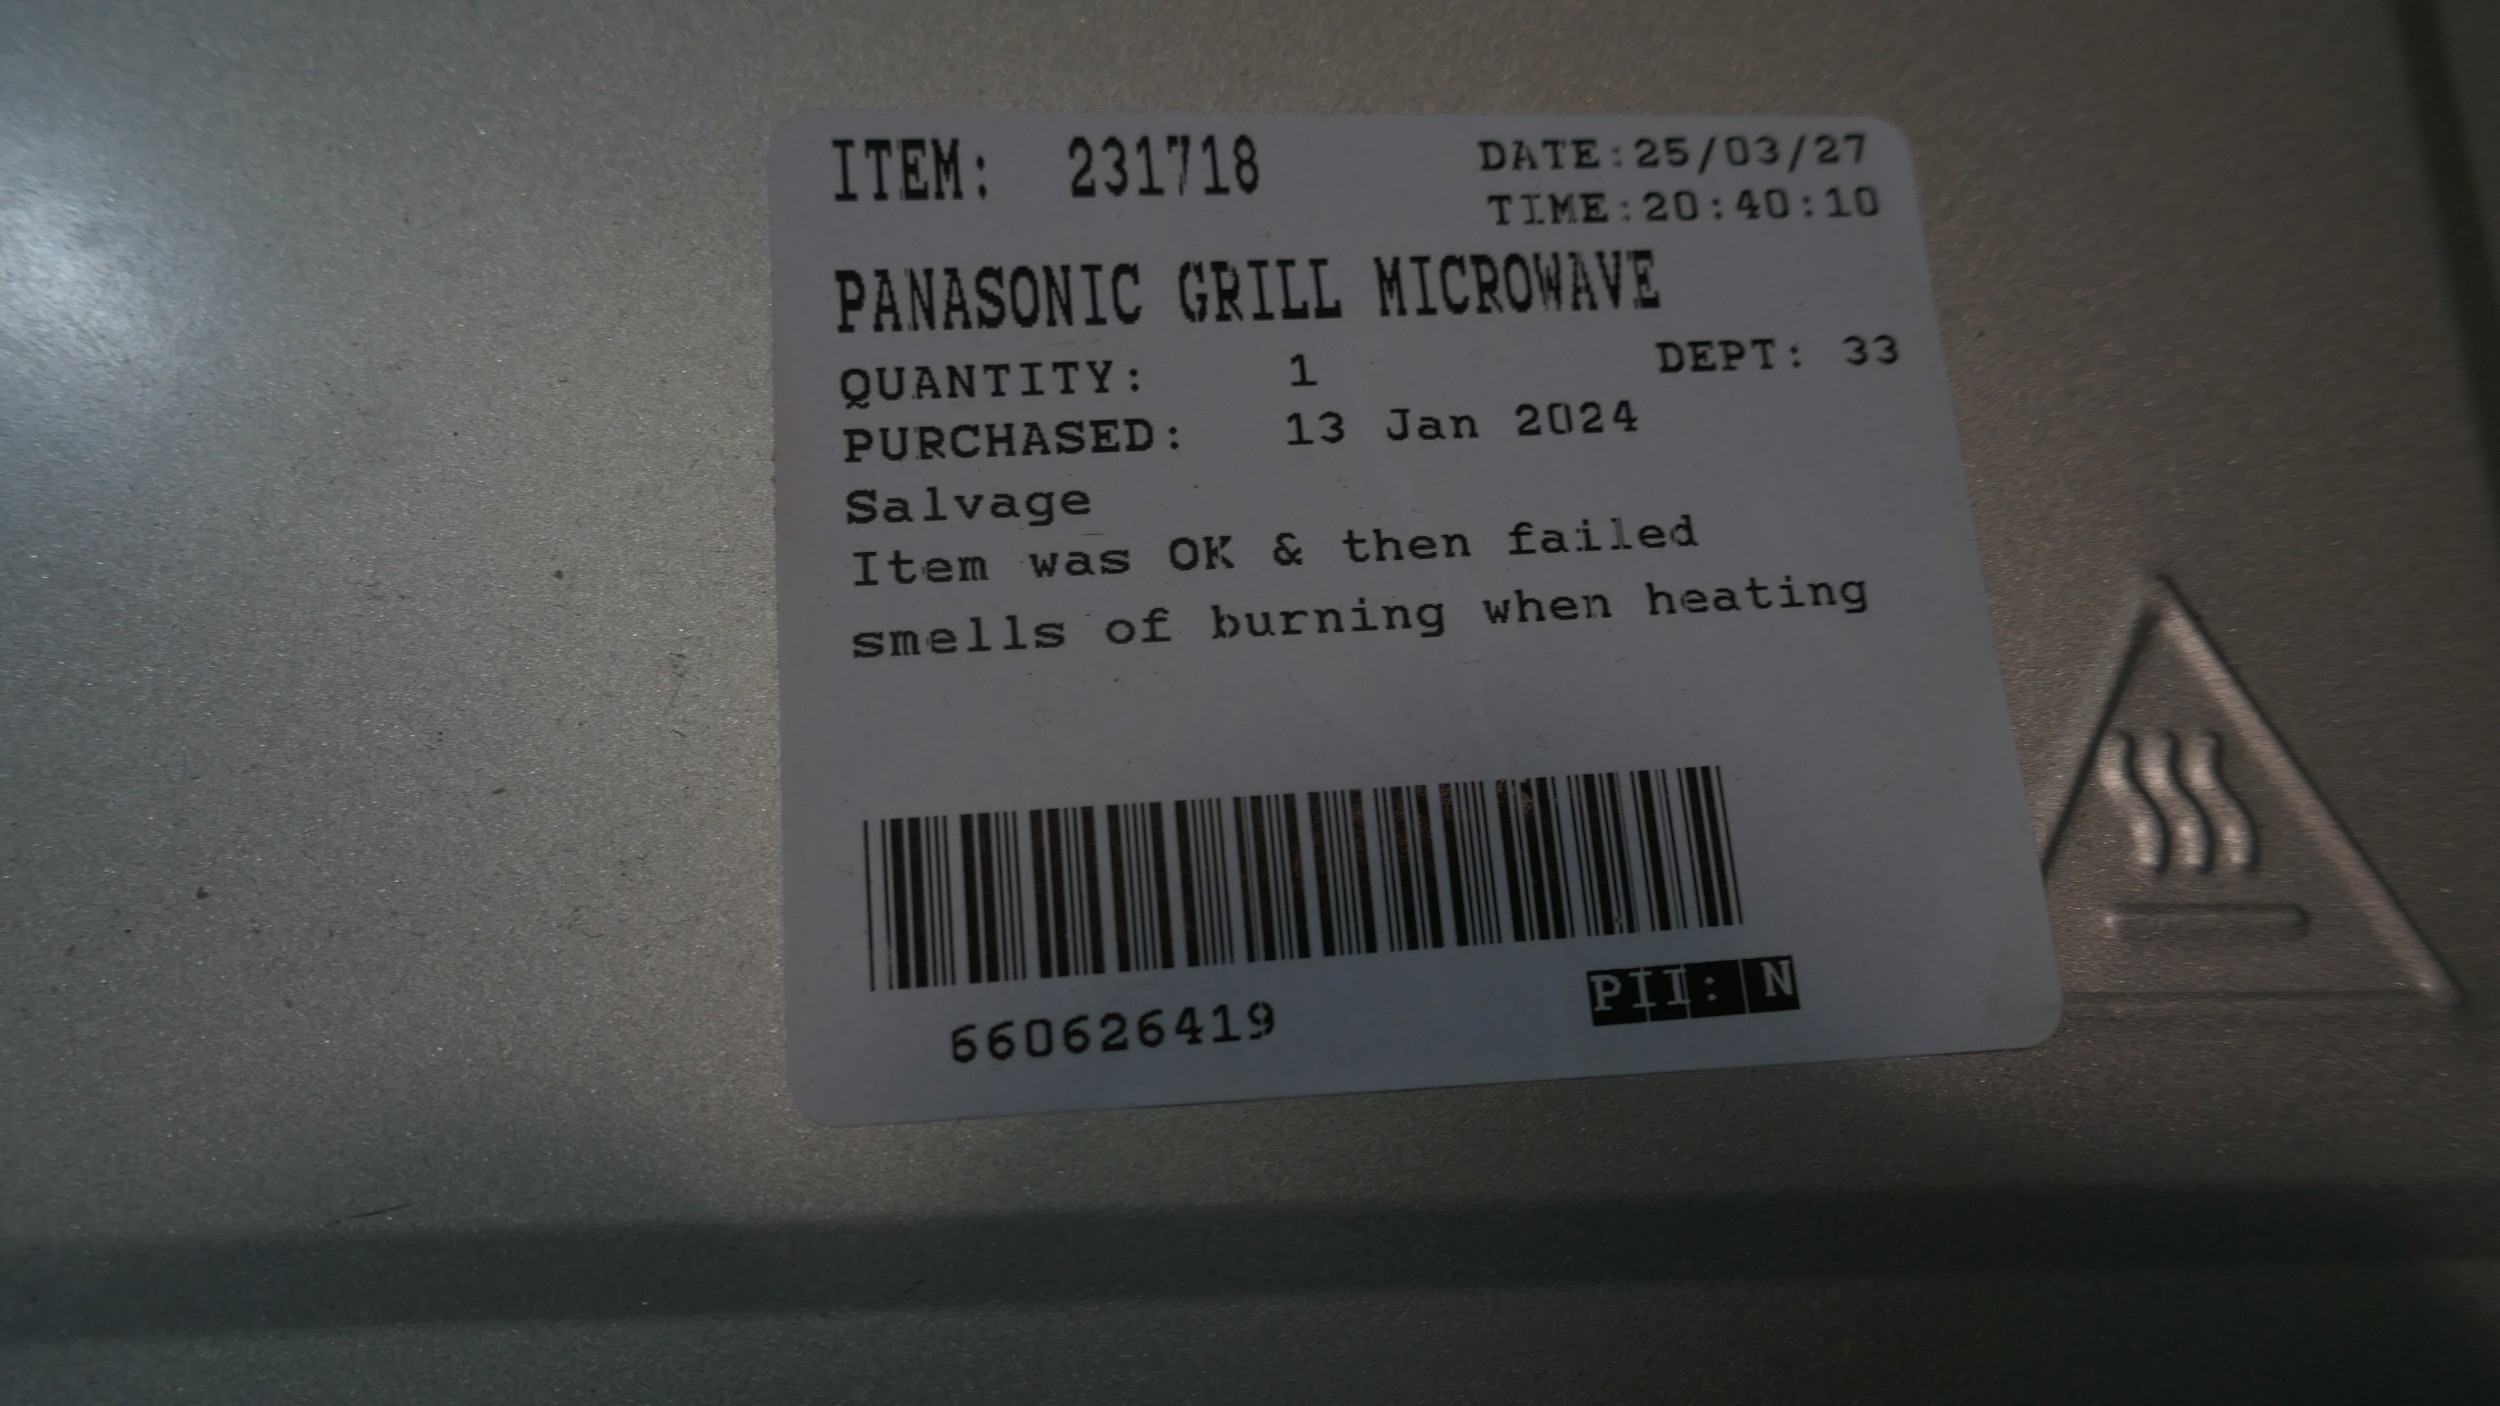 ITEM: 231718
DATE:25/03/27
TIME:20:40:10
PANASONIC GRILL MICROWAVE
QUANTITY: 1
DEPT: 33
PURCHASED: 13 Jan 2024
Salvage
Item was OK & then failed
smells of burning when heating
660626419
PII: N